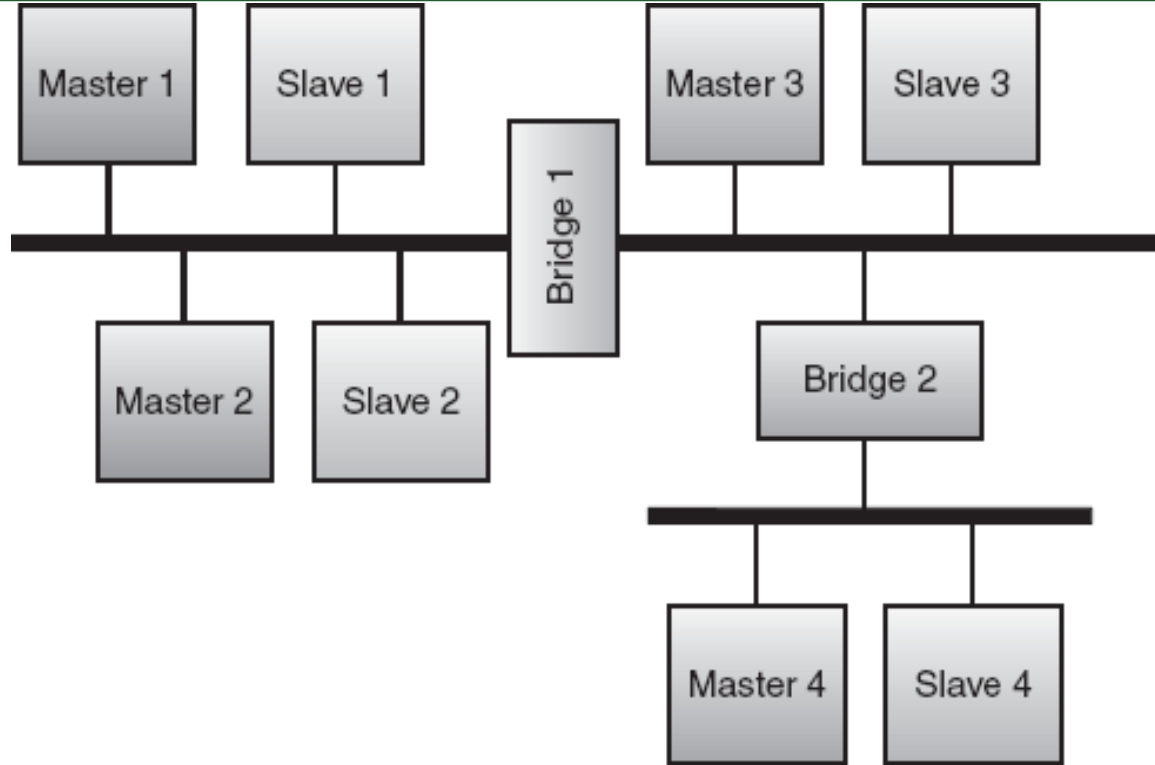 Master 1
Slave 1
Master 3
Slave 3
Bridge 1
Master 2
Slave 2
Bridge 2
Master 4
Slave 4